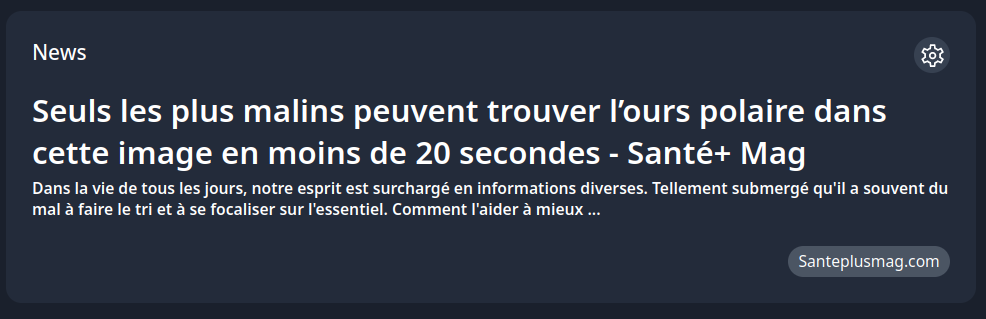 News
Seuls les plus malins peuvent trouver l’ours polaire dans
cette image en moins de 20 secondes - Santé+ Mag
Dans la vie de tous les jours, notre esprit est surchargé en informations diverses. Tellement submergé qu'il a souvent du
mal à faire le tri et à se focaliser sur l'essentiel. Comment l'aider à mieux ...
Santeplusmag.com